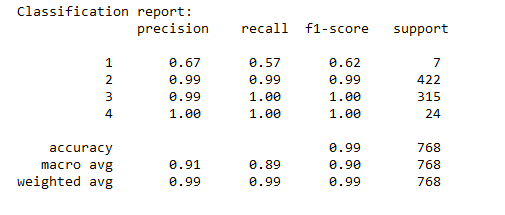 Classification report:
precision recall f1-score support
1 0.67 0.57 0.62 7
2 0.99 0.99 0.99 422
3 0.99 1.00 1.00 315
4 1.00 1.00 1.00 24
accuracy 0.99 768
macro avg 0.91 0.89 0.90 768
weighted avg 0.99 0.99 0.99 768